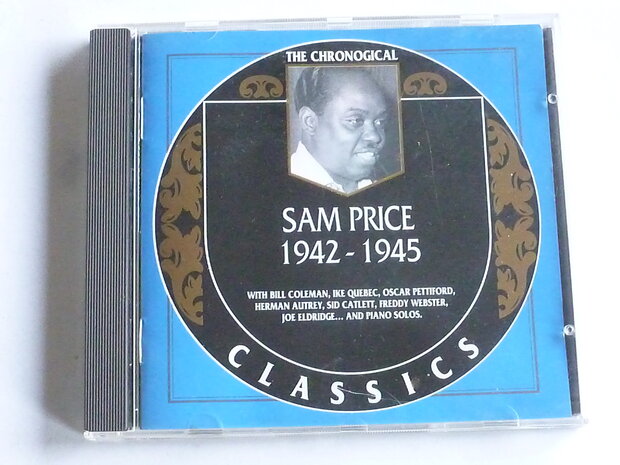 THE CHRONOGICAL
SAM PRICE
1942 - 1945
WITH BILL COLEMAN, IKE QUEBEC, OSCAR PETTIFORD,
HERMAN AUTREY, SID CATLETT, FREDDY WEBSTER,
JOE ELDRIDGE... AND PIANO SOLOS.
CLASSICS